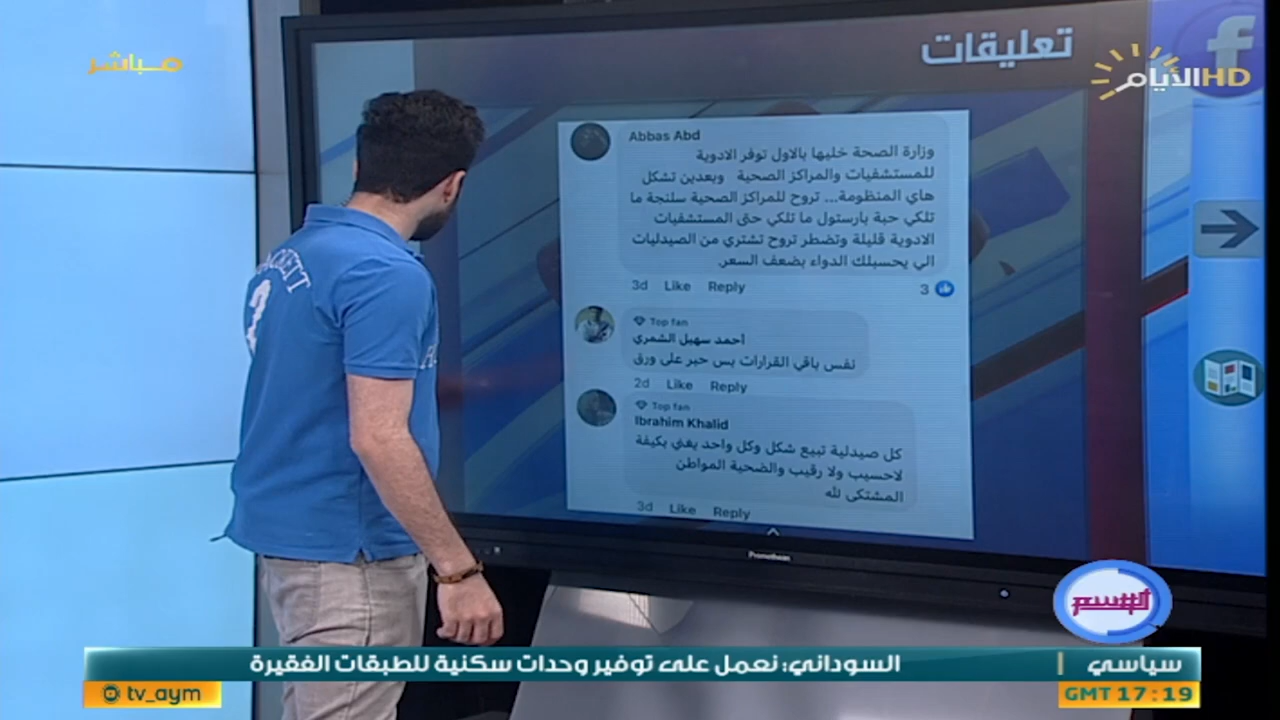 مباشر
تعليقات
f
الأيام HD
Abbas Abd
وزارة الصحة خليها بالاول توفر الادوية
للمستشفيات والمراكز الصحية وبعدين تشكل
هاي المنظومة... تروح للمراكز الصحية سلنجة ما
تلكي حبة بارستول ما تلكي حتى المستشفيات
الادوية قليلة وتضطر تروح تشتري من الصيدليات
الي يحسبلك الدواء بضعف السعر.
3d Like Reply 3
Top fan
احمد سهيل الشمري
نفس باقي القرارات بس حبر على ورق
2d Like Reply
Top fan
Ibrahim Khalid
كل صيدلية تبيع شكل وكل واحد يغني بكيفة
لاحسيب ولا رقيب والضحية المواطن
المشتكى لله
3d Like Reply
Promethean
2
سياسي | السوداني: نعمل على توفير وحدات سكنية للطبقات الفقيرة
tv_aym
GMT 17:19